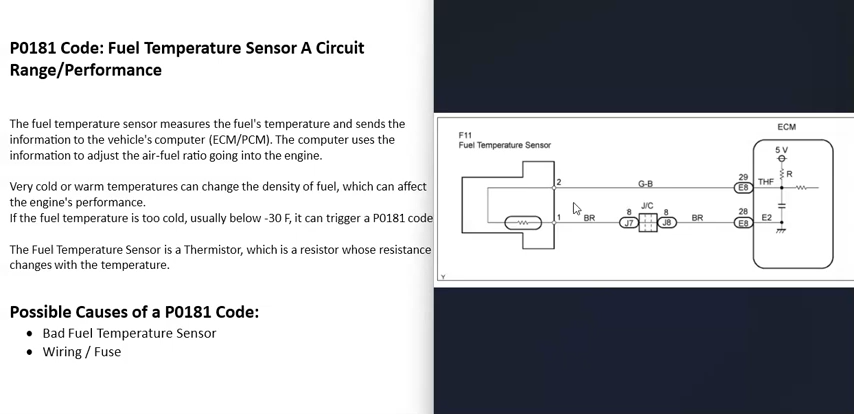 P0181 Code: Fuel Temperature Sensor A Circuit
Range/Performance
The fuel temperature sensor measures the fuel's temperature and sends the
information to the vehicle's computer (ECM/PCM). The computer uses the
information to adjust the air-fuel ratio going into the engine.
Very cold or warm temperatures can change the density of fuel, which can affect
the engine's performance.
If the fuel temperature is too cold, usually below -30 F, it can trigger a P0181 code
The Fuel Temperature Sensor is a Thermistor, which is a resistor whose resistance
changes with the temperature.
Possible Causes of a P0181 Code:
• Bad Fuel Temperature Sensor
• Wiring / Fuse
F11
Fuel Temperature Sensor
ECM
5 V
R
2
G-B
29
E8
THF
1
BR
8
J7
J/C
8
J8
BR
28
E8
E2
Y